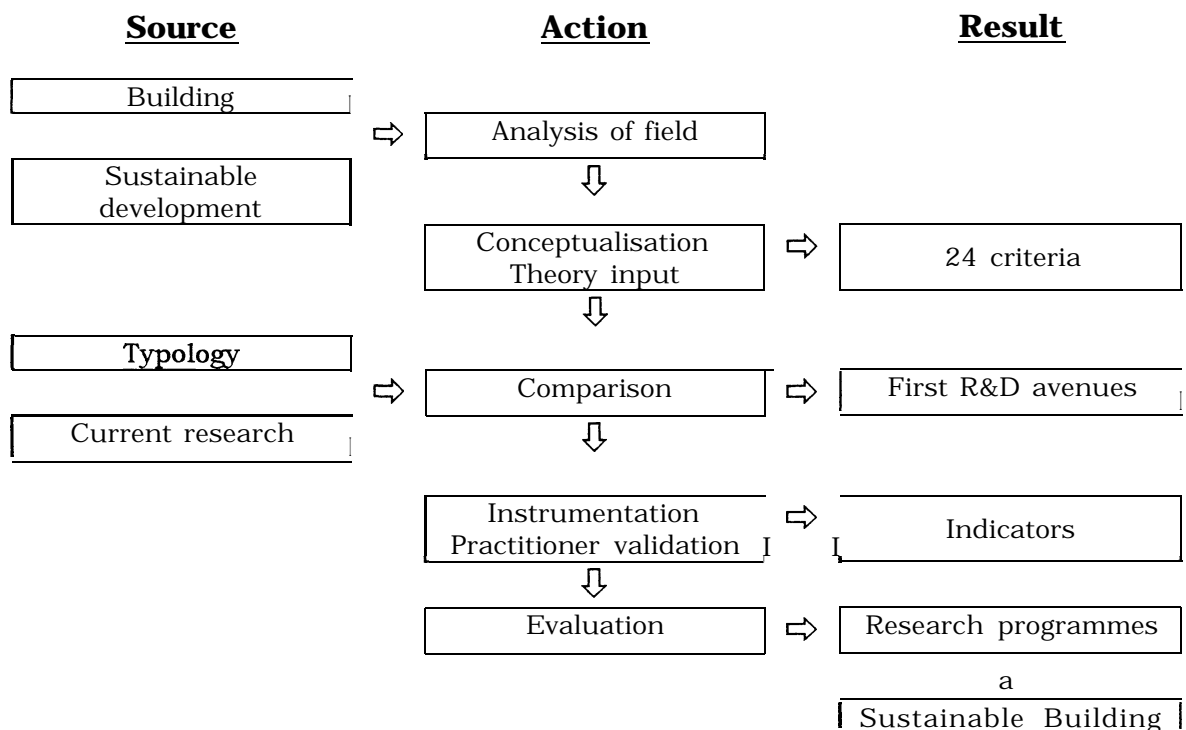 Source Action Result
Building
Analysis of field
Sustainable
development
Conceptualisation
Theory input
24 criteria
Typology
Comparison
First R&D avenues
Current research
Instrumentation
Practitioner validation
Indicators
Evaluation
Research programmes
a
Sustainable Building